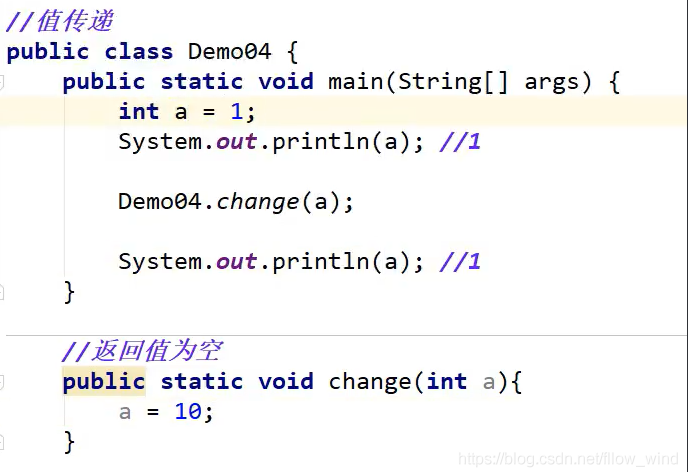 //值传递
public class Demo04 {
    public static void main(String[] args) {
        int a = 1;
        System.out.println(a); //1
        Demo04.change(a);
        System.out.println(a); //1
    }
    //返回值为空
    public static void change(int a){
        a = 10;
    }
https://blog.csdn.net/fllow_wind